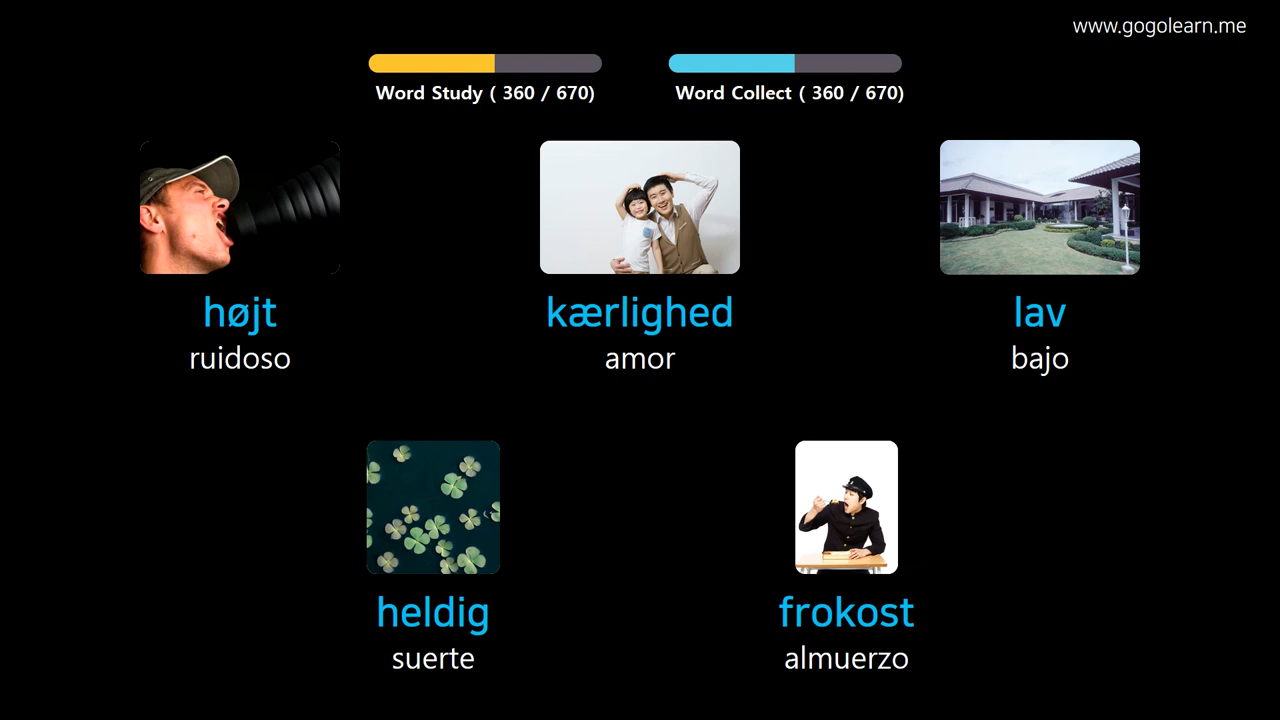 www.gogolearn.me
Word Study ( 360 / 670)
Word Collect ( 360 / 670)
højt
ruidoso
kærlighed
amor
lav
bajo
heldig
suerte
frokost
almuerzo